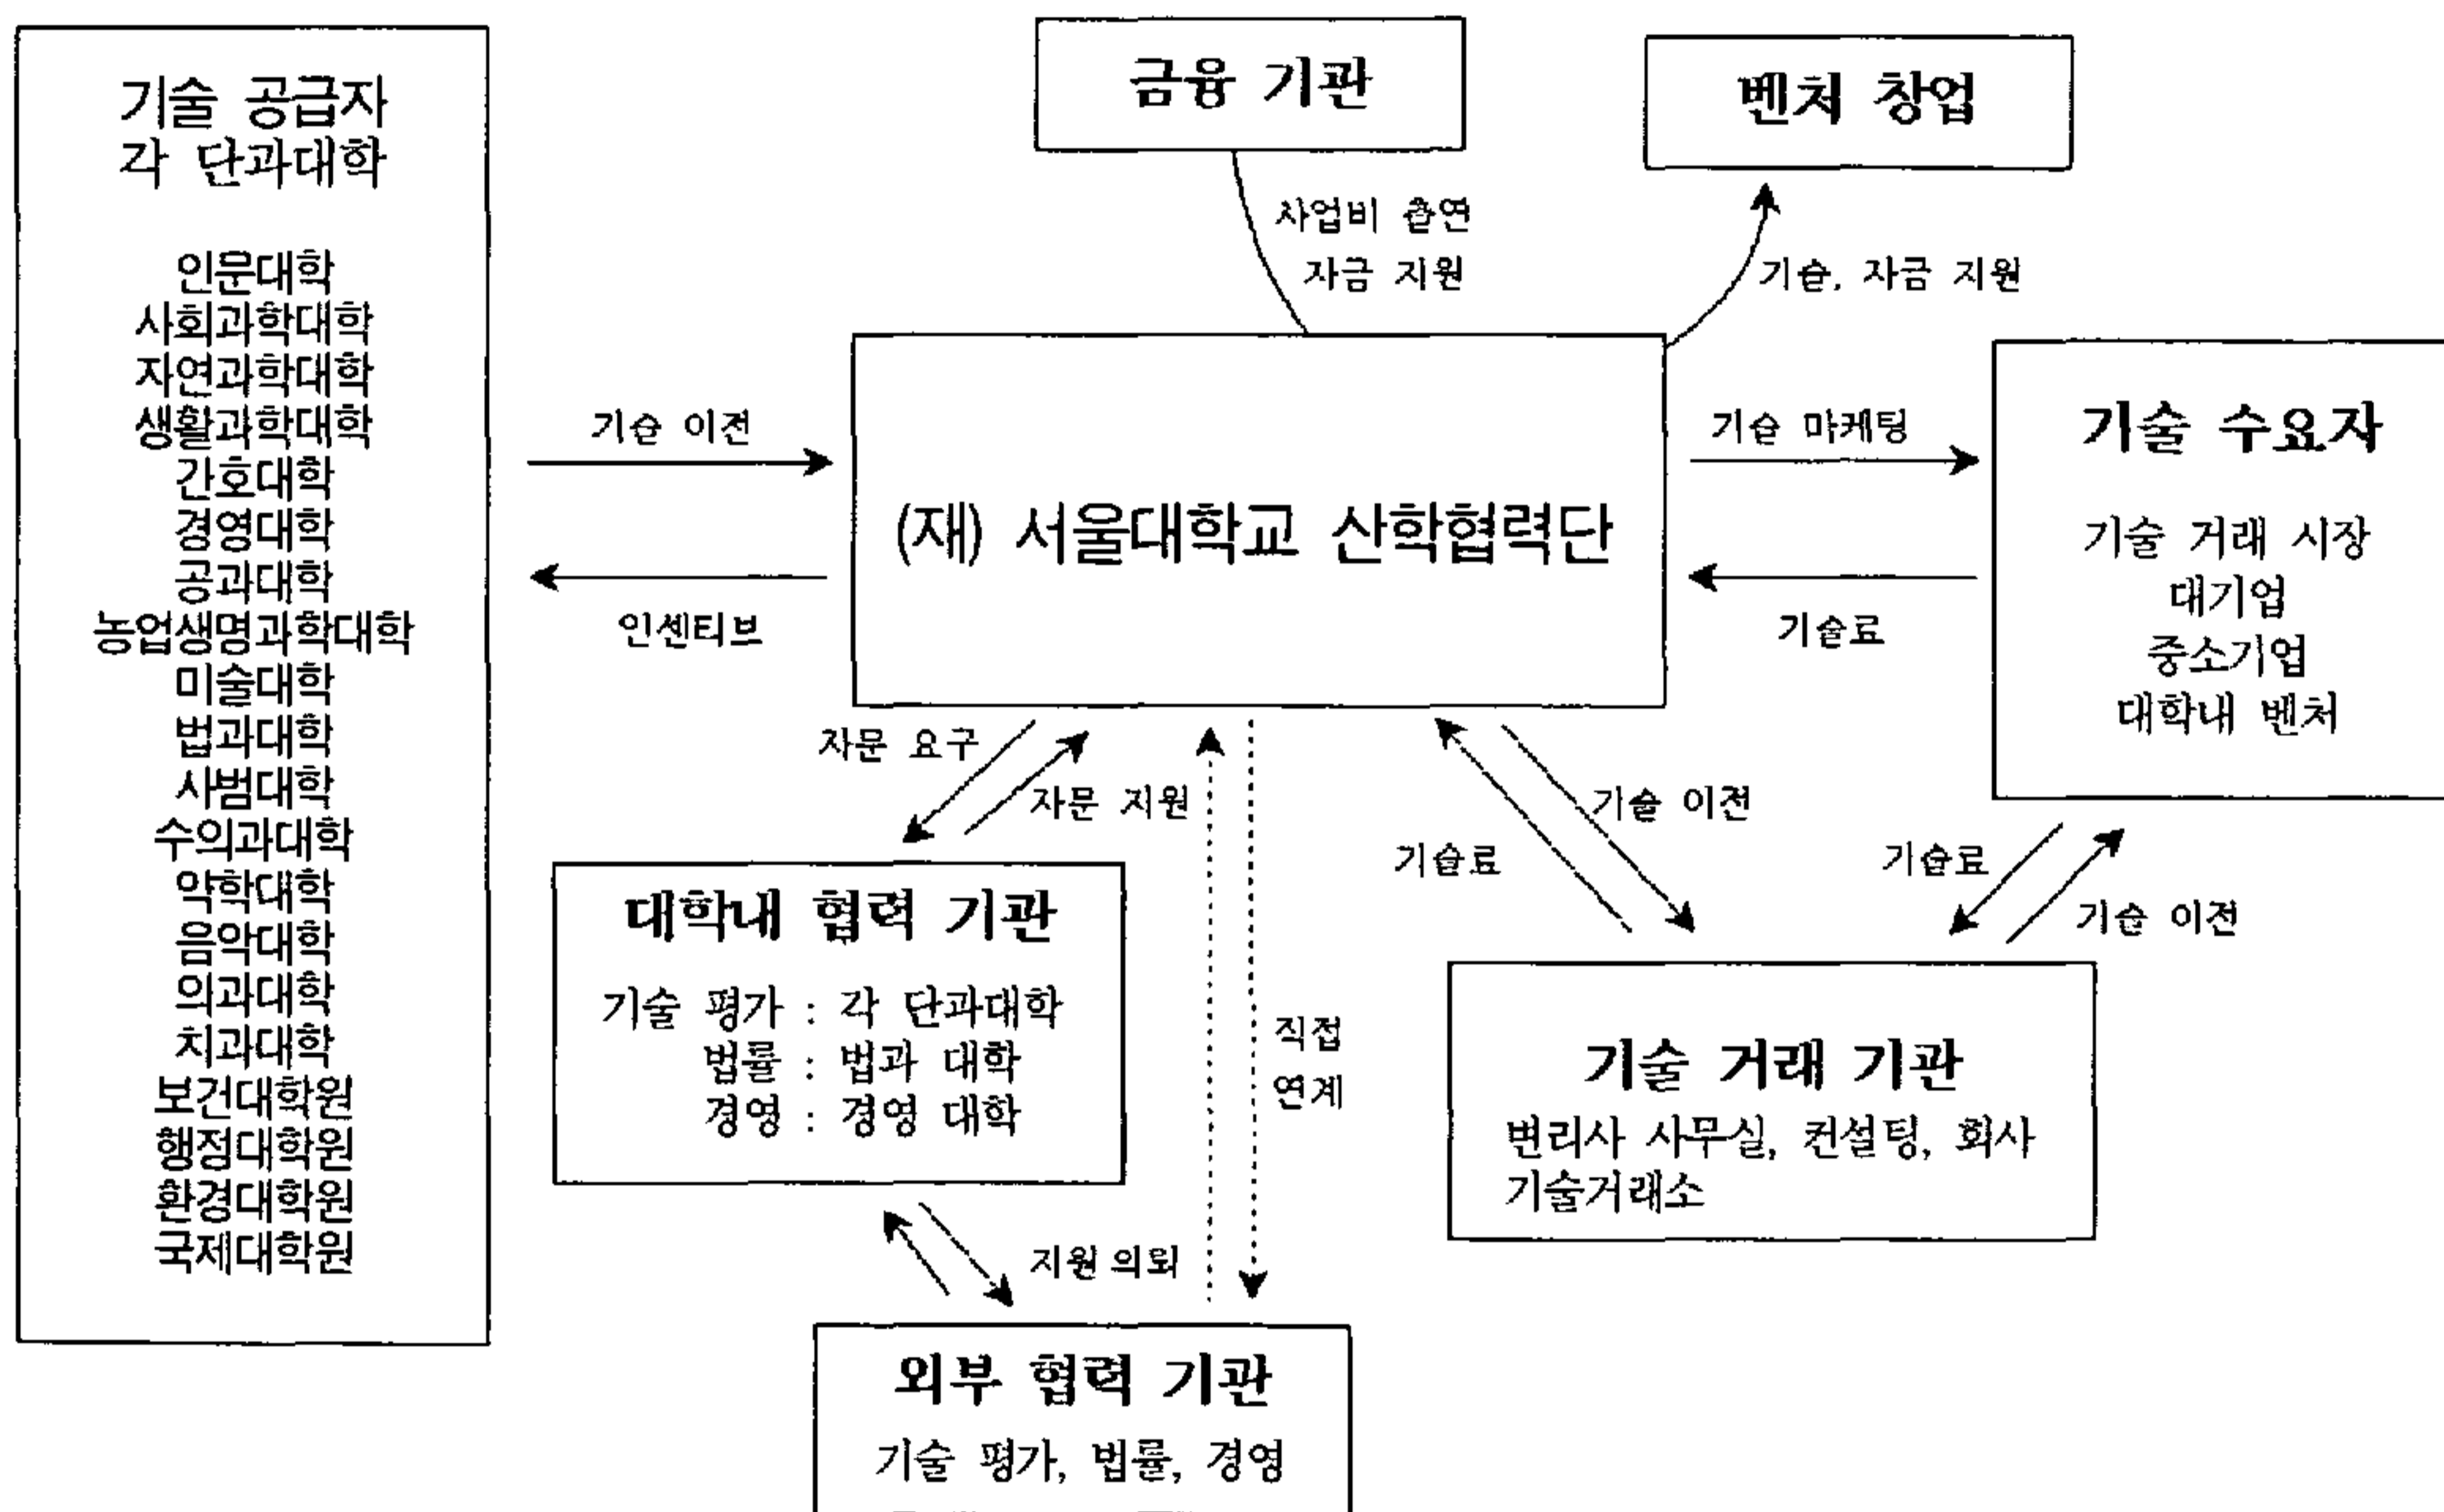 기술 공급자
각 단과대학
인문대학
사회과학대학
자연과학대학
생활과학대학
간호대학
경영대학
공과대학
농업생명과학대학
미술대학
법과대학
사범대학
수의과대학
약학대학
음악대학
의과대학
치과대학
보건대학원
행정대학원
환경대학원
국제대학원
금융 기관
벤처 창업
사업비 출연
자금 지원
기술, 자금 지원
기술 이전
인센티브
(재) 서울대학교 산학협력단
기술 마케팅
기술료
기술 수요자
기술 거래 시장
대기업
중소기업
대학내 벤처
자문 요구
자문 지원
기술 이전
기술료
기술료
기술 이전
대학내 협력 기관
기술 평가 : 각 단과대학
법률 : 법과 대학
경영 : 경영 대학
직접
연계
기술 거래 기관
변리사 사무실, 컨설팅, 회사
기술거래소
지원 의뢰
외부 협력 기관
기술 평가, 법률, 경영